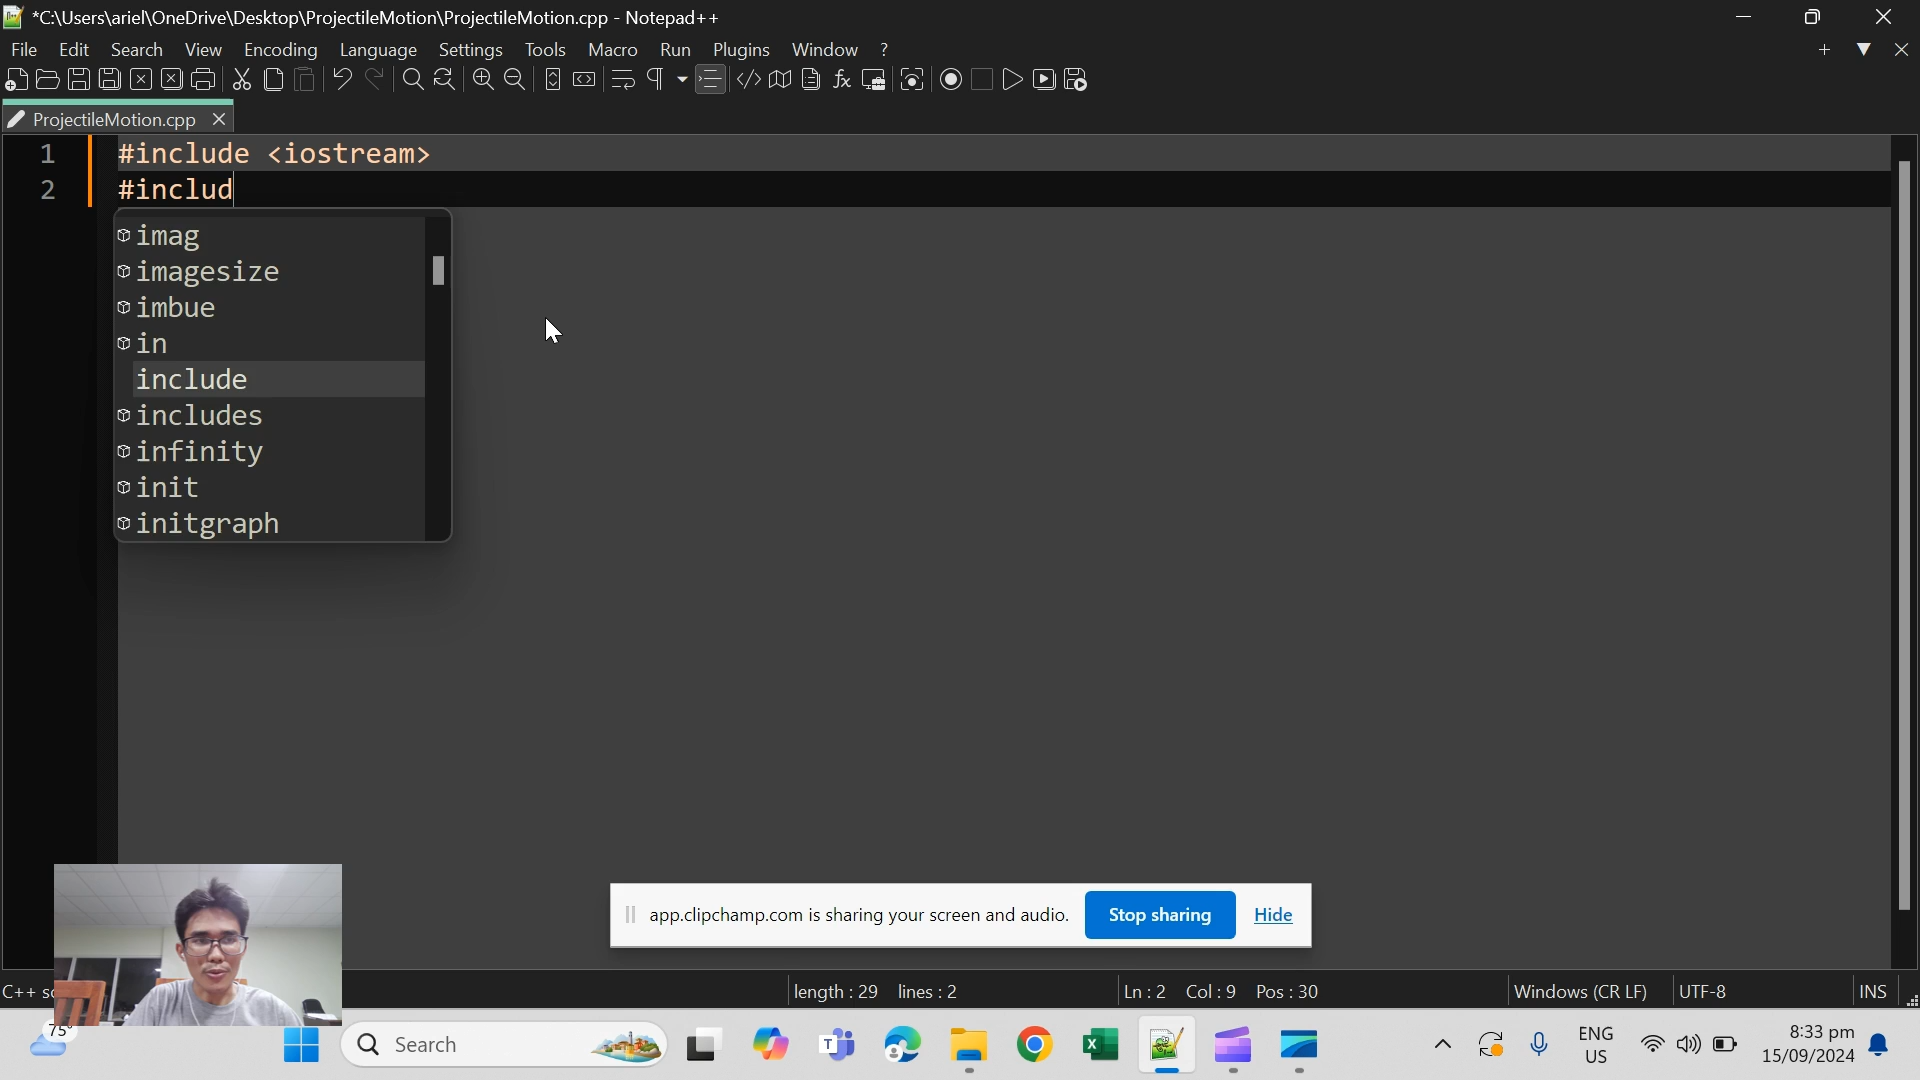 *C:\Users\ariel\OneDrive\Desktop\ProjectileMotion\ProjectileMotion.cpp - Notepad++
File Edit Search View Encoding Language Settings Tools Macro Run Plugins Window ?
ProjectileMotion.cpp
1 #include <iostream>
2 #includ
imag
imagesize
imbue
in
include
includes
infinity
init
initgraph
app.clipchamp.com is sharing your screen and audio. Stop sharing Hide
C++ length : 29 lines : 2 Ln : 2 Col : 9 Pos : 30 Windows (CR LF) UTF-8 INS
75°
Search
ENG
US
8:33 pm
15/09/2024